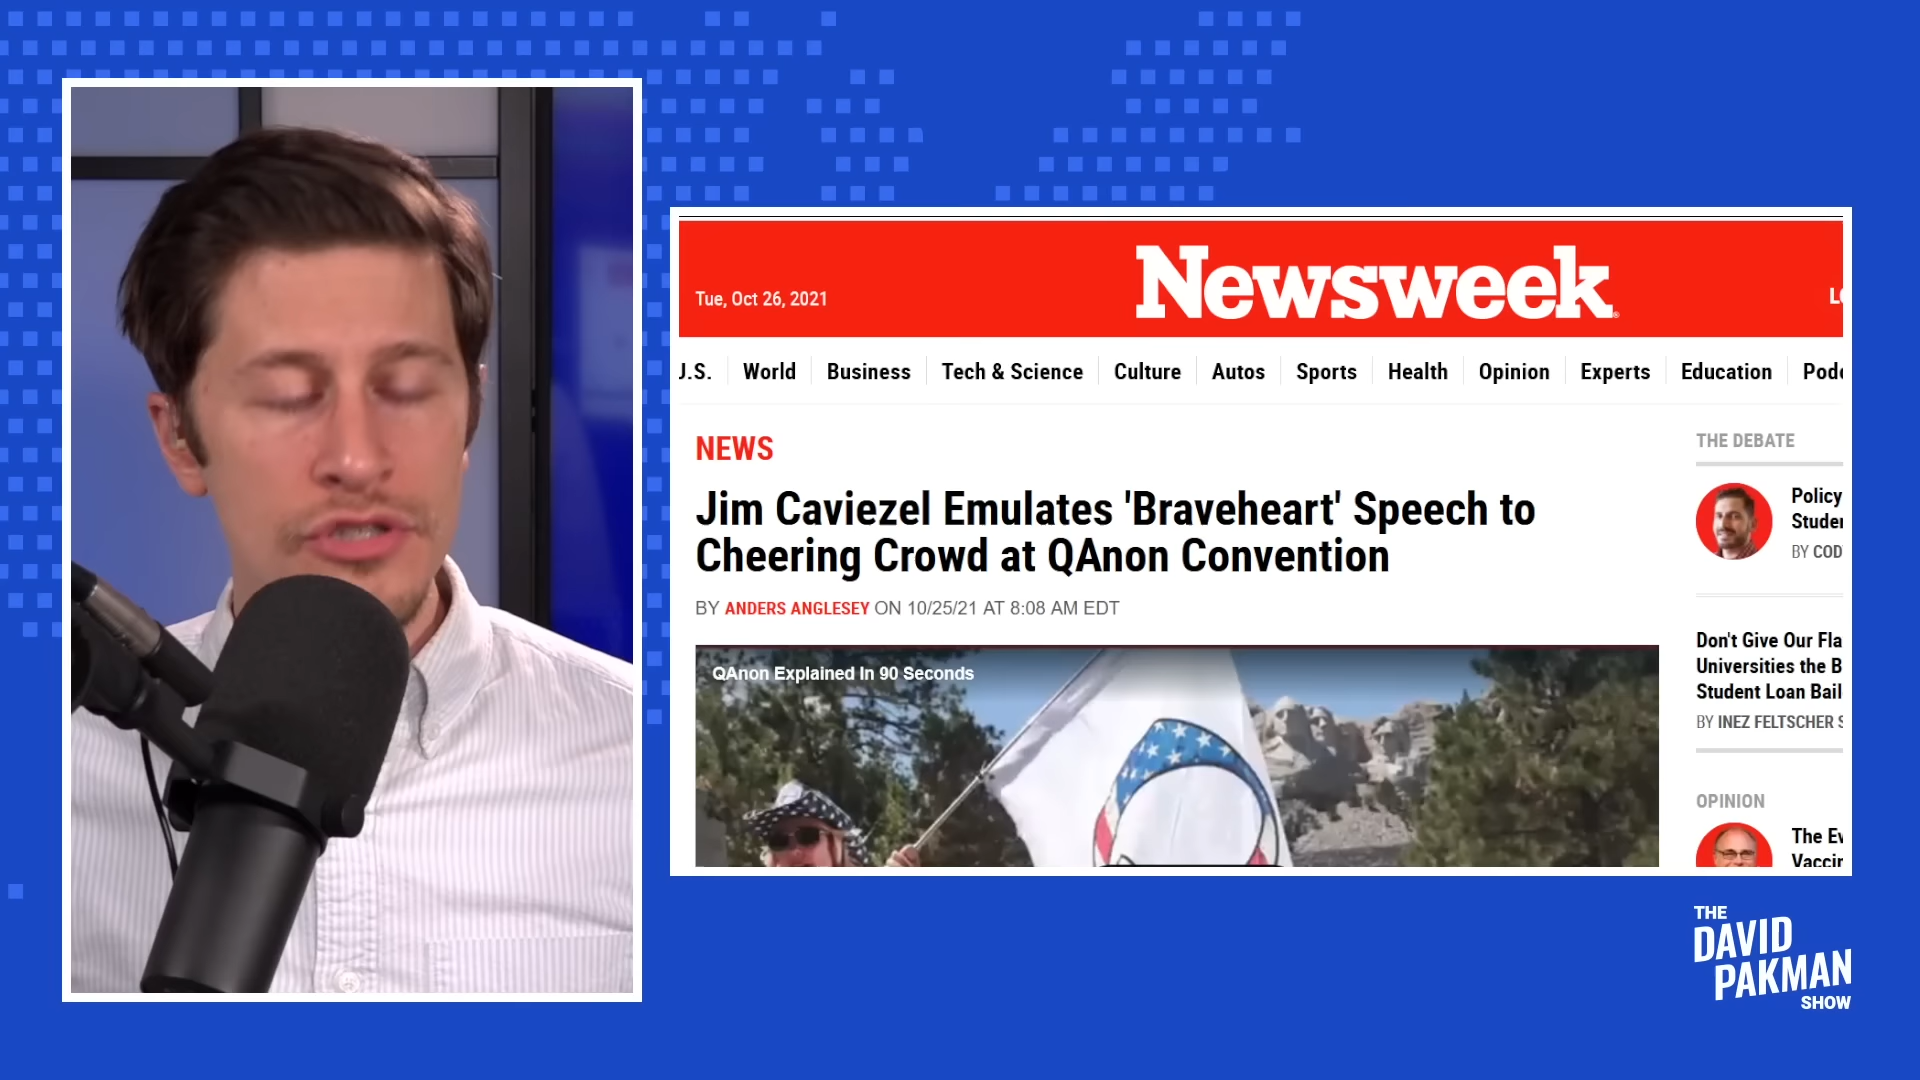 Tue, Oct 26, 2021
Newsweek
U.S. World Business Tech & Science Culture Autos Sports Health Opinion Experts Education
NEWS
Jim Caviezel Emulates 'Braveheart' Speech to
Cheering Crowd at QAnon Convention
BY ANDERS ANGLESEY ON 10/25/21 AT 8:08 AM EDT
QAnon Explained In 90 Seconds
THE DEBATE
Policy
BY
Don't Give Our
Universities the
Student Loan
BY INEZ FELTSCHER
OPINION
The
THE
DAVID
PAKMAN
SHOW